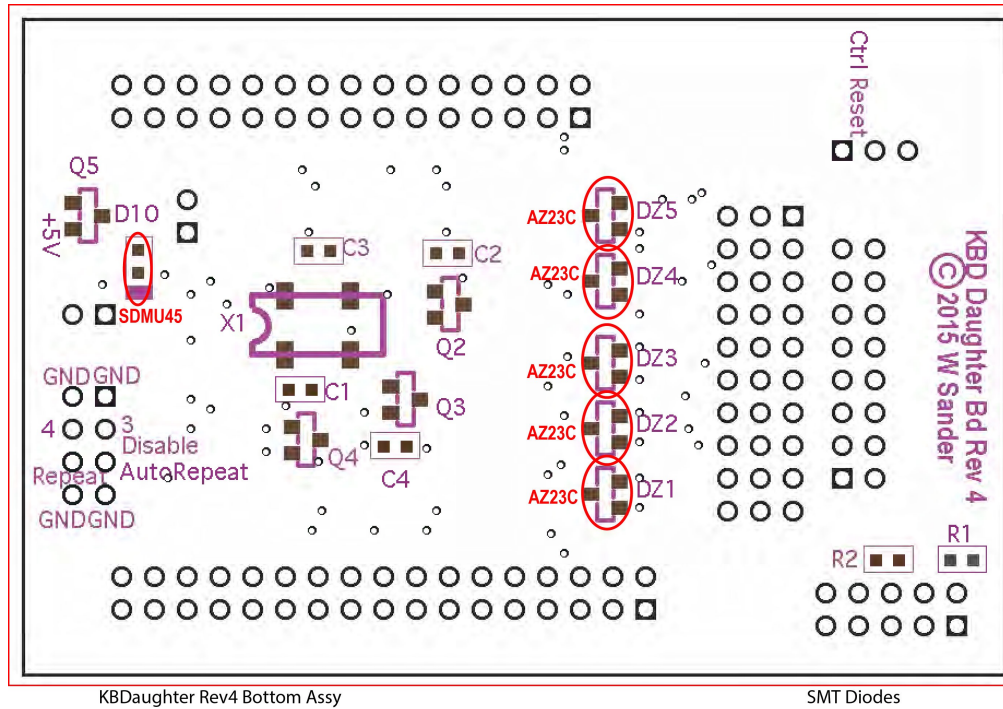 Ctrl Reset
Q5
D10
+5V
SDMU45
C3
C2
X1
Q2
C1
Q3
Q4
C4
AZ23C
DZ5
AZ23C
DZ4
AZ23C
DZ3
AZ23C
DZ2
AZ23C
DZ1
KBD Daughter Bd Rev 4
© 2015 W Sander
GND GND
4
3
Disable
Repeat
AutoRepeat
GND GND
R2
R1
KBDaughter Rev4 Bottom Assy
SMT Diodes